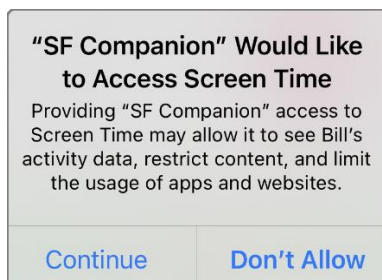 “SF Companion” Would Like
to Access Screen Time
Providing “SF Companion” access to
Screen Time may allow it to see Bill’s
activity data, restrict content, and limit
the usage of apps and websites.
Continue
Don’t Allow